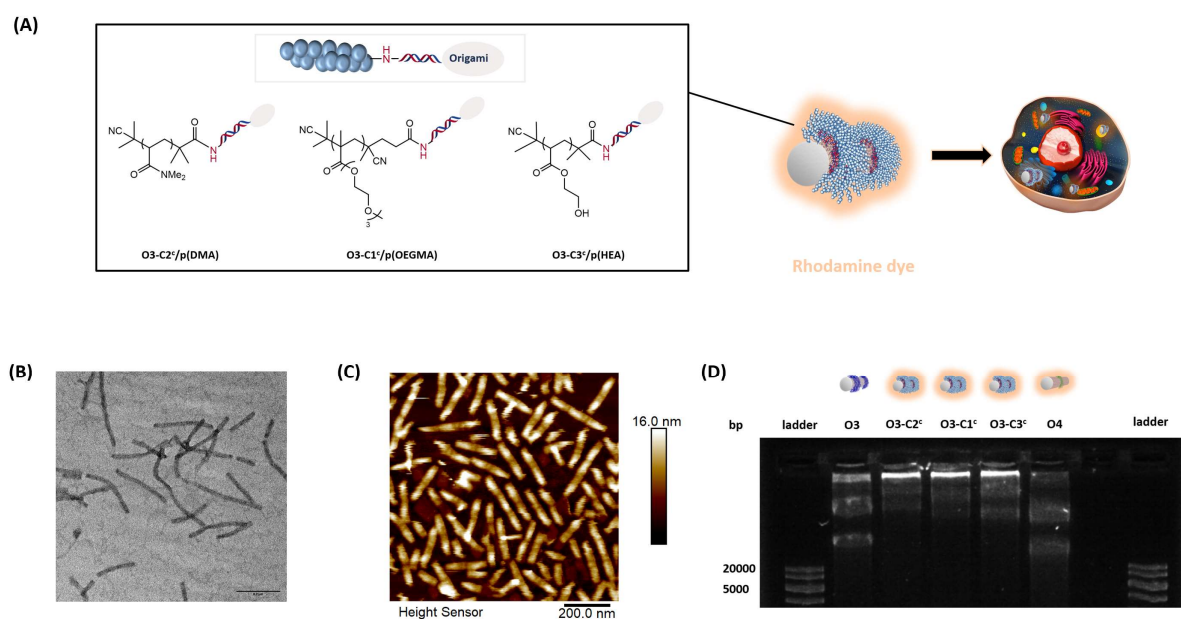 (A)
H
N
Origami
NC
O
N
H
O
NMe2
O3-C2ᶜ/p(DMA)
NC
O
N
H
O
CN
O
O
3
O3-C1ᶜ/p(OEGMA)
NC
O
N
H
O
O
OH
O3-C3ᶜ/p(HEA)
Rhodamine dye
(B)
(C)
16.0 nm
Height Sensor
200.0 nm
(D)
bp ladder O3 O3-C2ᶜ O3-C1ᶜ O3-C3ᶜ O4 ladder
20000
5000